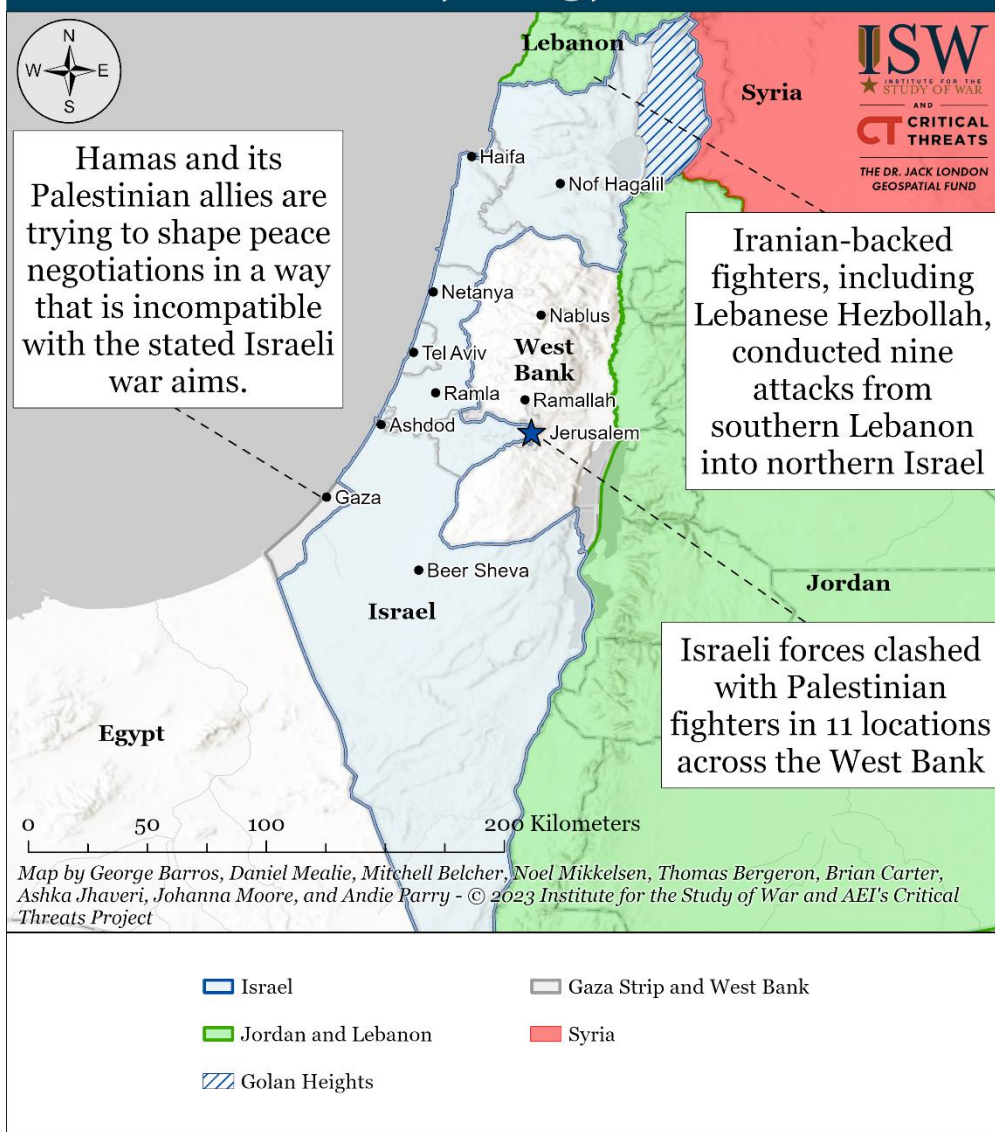 N
W
E
S
Lebanon
Syria
ISW
INSTITUTE FOR THE
STUDY OF WAR
AND
CT CRITICAL
THREATS
THE DR. JACK LONDON
GEOSPATIAL FUND
Hamas and its
Palestinian allies are
trying to shape peace
negotiations in a way
that is incompatible
with the stated Israeli
war aims.
Haifa
Nof Hagalil
Iranian-backed
fighters, including
Lebanese Hezbollah,
conducted nine
attacks from
southern Lebanon
into northern Israel
Netanya
Nablus
West
Bank
Tel Aviv
Ramla
Ramallah
Ashdod
Jerusalem
Gaza
Beer Sheva
Israel
Jordan
Israeli forces clashed
with Palestinian
fighters in 11 locations
across the West Bank
Egypt
0 50 100 200 Kilometers
Map by George Barros, Daniel Mealie, Mitchell Belcher, Noel Mikkelsen, Thomas Bergeron, Brian Carter,
Ashka Jhaveri, Johanna Moore, and Andie Parry - © 2023 Institute for the Study of War and AEI's Critical
Threats Project
Israel
Gaza Strip and West Bank
Jordan and Lebanon
Syria
Golan Heights